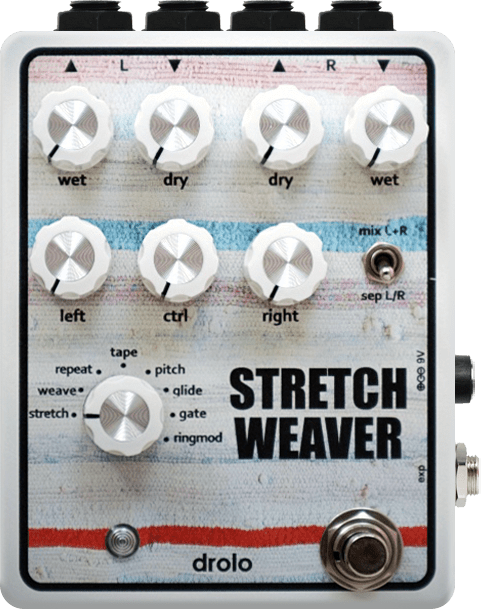 L R
wet dry dry wet
mix L+R
left ctrl right
sep L/R
tape
repeat pitch
weave glide
stretch gate
ringmod
STRETCH
WEAVER
9V
exp
drolo